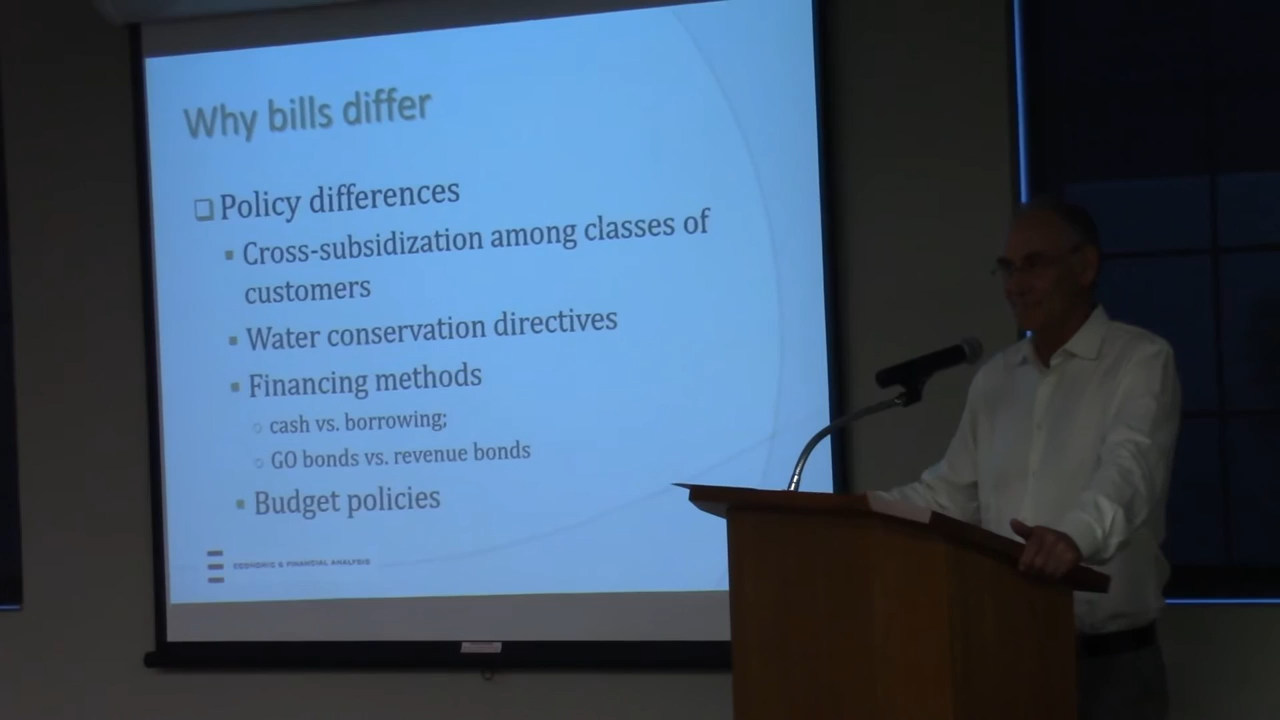 Why bills differ
Policy differences
Cross-subsidization among classes of
customers
Water conservation directives
Financing methods
cash vs. borrowing;
GO bonds vs. revenue bonds
Budget policies
ECONOMIC & FINANCIAL ANALYSIS